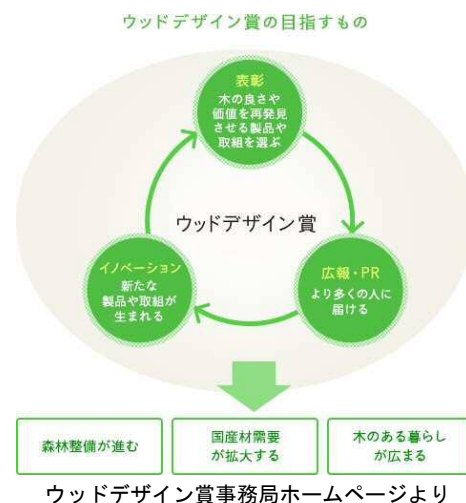 ウッドデザイン賞の目指すもの
表彰
木の良さや
価値を再発見
させる製品や
取組を選ぶ
ウッドデザイン賞
イノベーション
新たな
製品や取組が
生まれる
広報・PR
より多くの人に
届ける
森林整備が進む
国産材需要
が拡大する
木のある暮らし
が広まる
ウッドデザイン賞事務局ホームページより